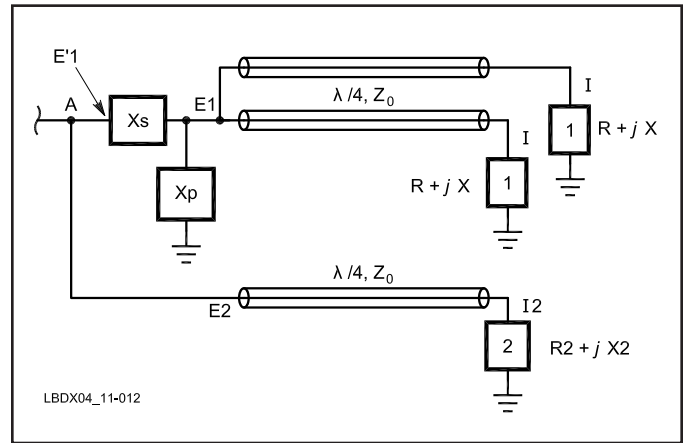 E'1
A
Xs
E1
λ /4, Z₀
I
1
R + j X
Xp
I
1
R + j X
λ /4, Z₀
E2
I2
2
R2 + j X2
LBDX04_11-012